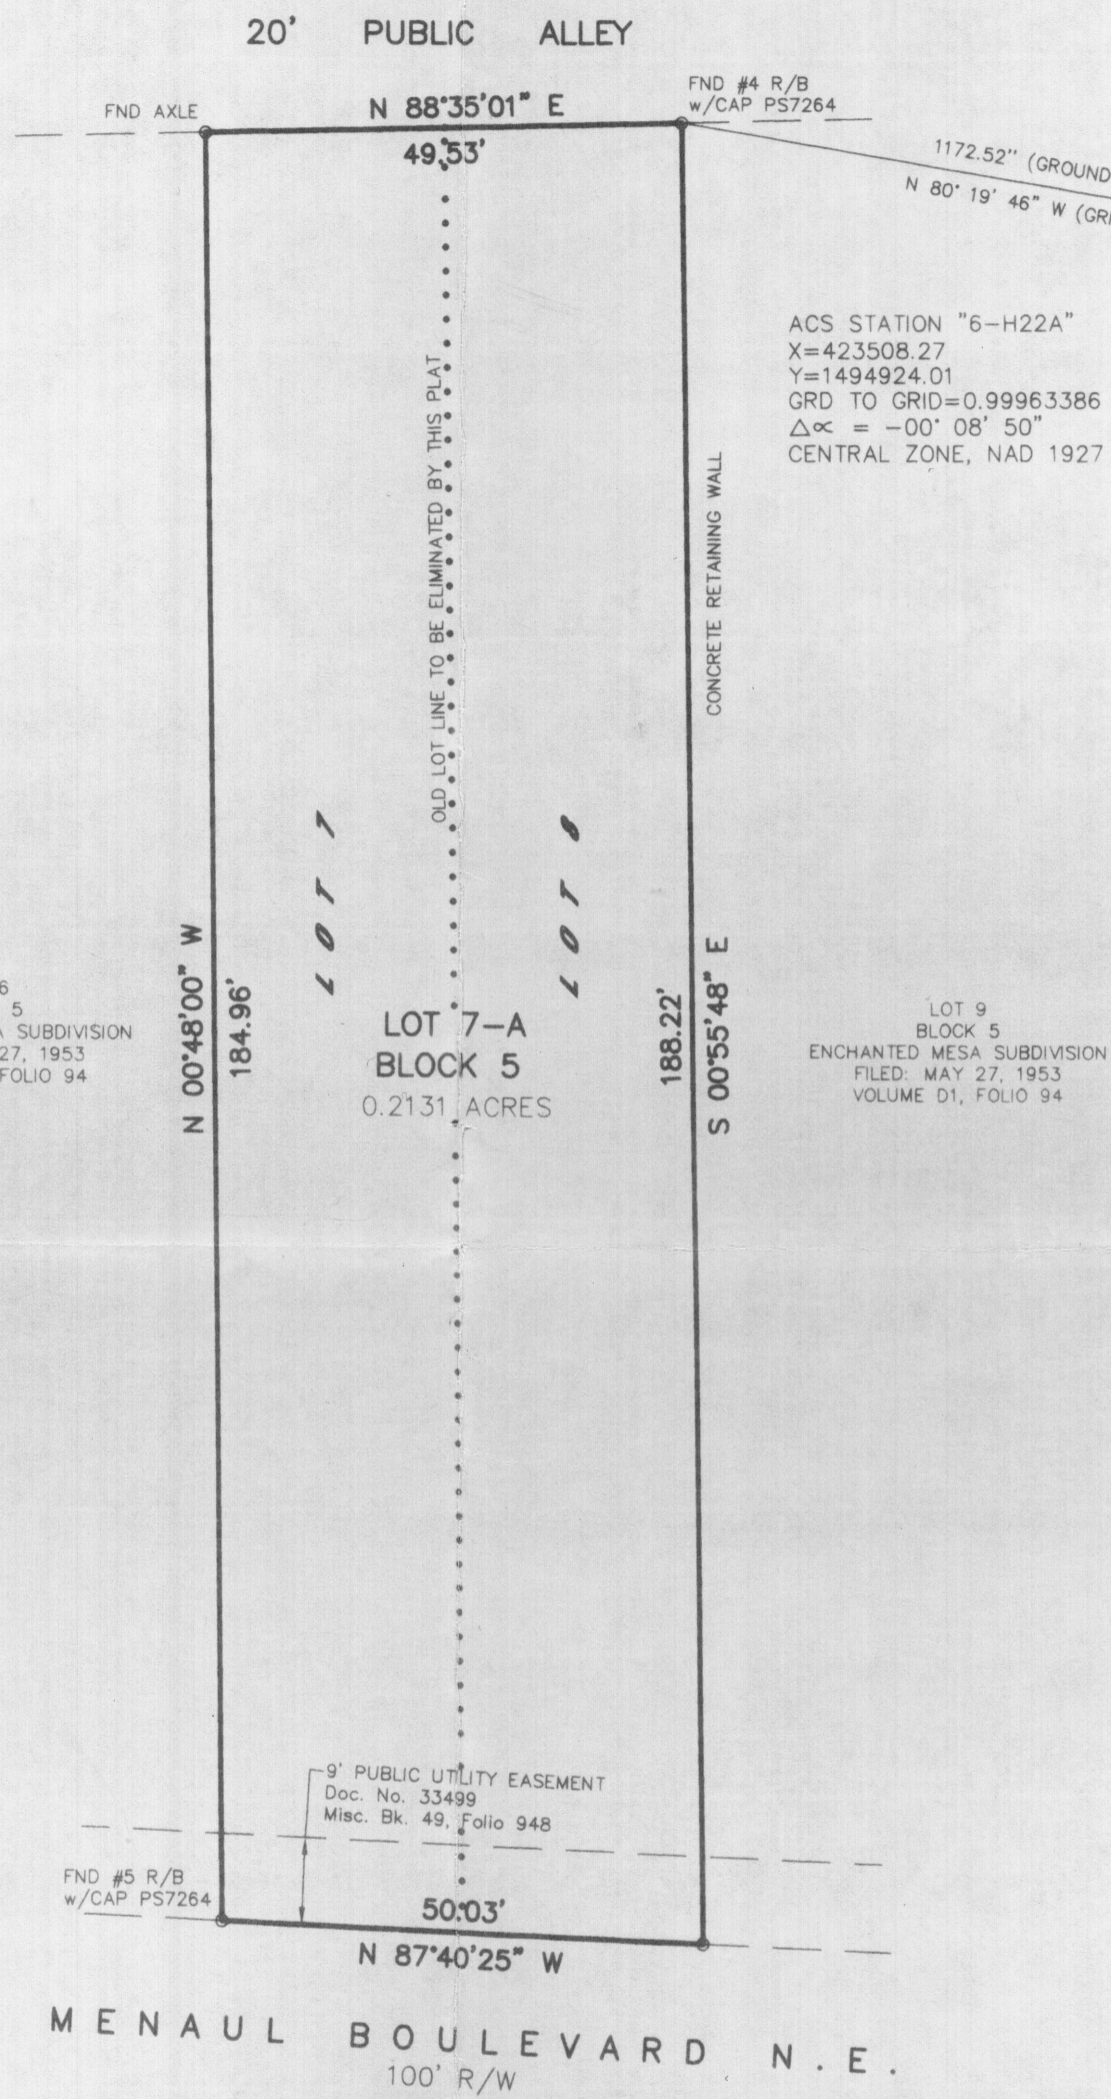 20' PUBLIC ALLEY
FND AXLE
N 88°35'01" E
49.53'
FND #4 R/B
w/CAP PS7264
1172.52" (GROUND
N 80° 19' 46" W (GRI
ACS STATION "6-H22A"
X=423508.27
Y=1494924.01
GRD TO GRID=0.99963386
△∝ = -00° 08' 50"
CENTRAL ZONE, NAD 1927
OLD LOT LINE TO BE ELIMINATED BY THIS PLAT
CONCRETE RETAINING WALL
LOT 7
LOT 8
N 00°48'00" W
184.96'
LOT 7-A
BLOCK 5
0.2131 ACRES
188.22'
S 00°55'48" E
6
5
A SUBDIVISION
27, 1953
FOLIO 94
LOT 9
BLOCK 5
ENCHANTED MESA SUBDIVISION
FILED: MAY 27, 1953
VOLUME D1, FOLIO 94
9' PUBLIC UTILITY EASEMENT
Doc. No. 33499
Misc. Bk. 49, Folio 948
FND #5 R/B
w/CAP PS7264
50.03'
N 87°40'25" W
MENAUL BOULEVARD N.E.
100' R/W